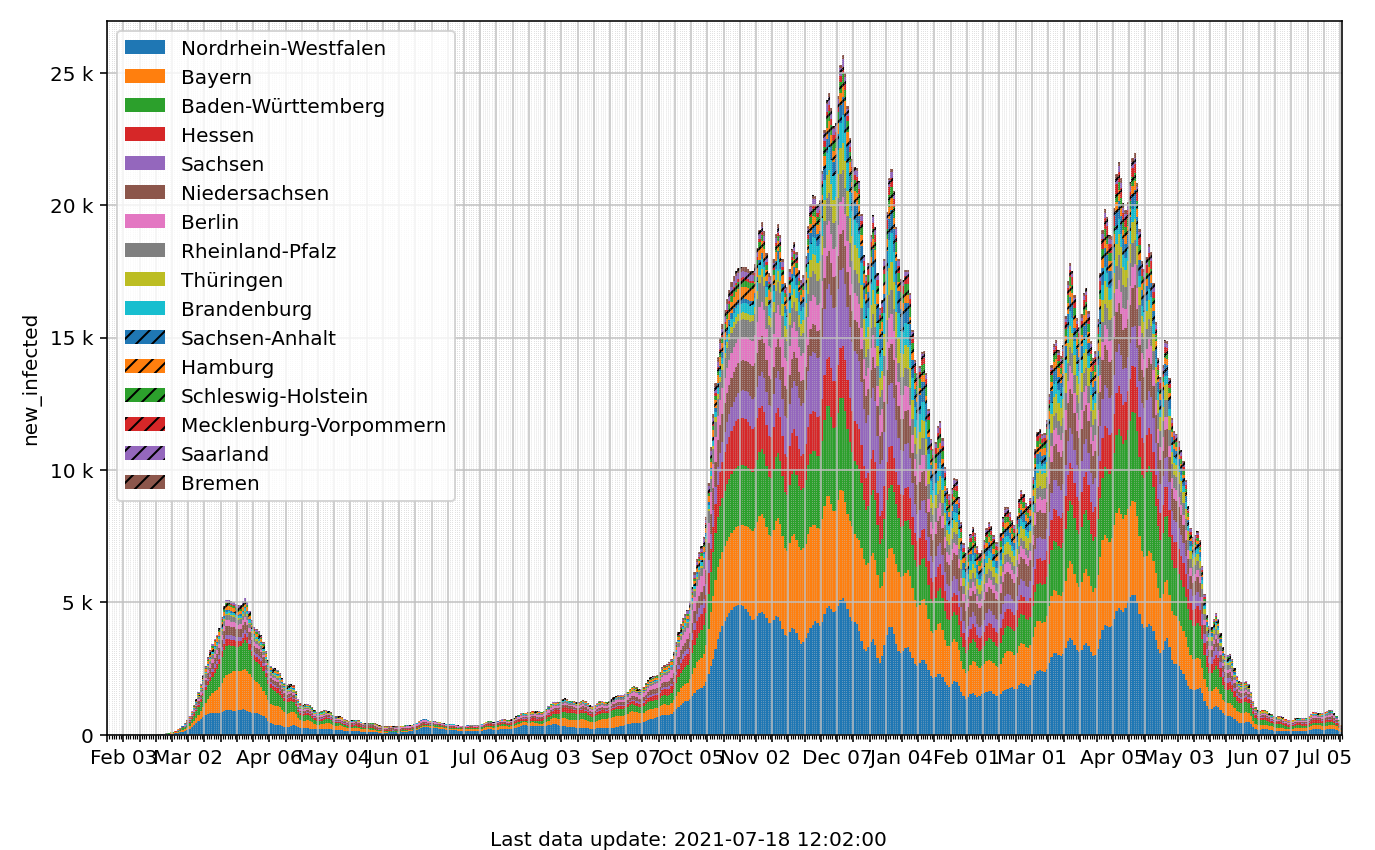 new_infected
25 k
20 k
15 k
10 k
5 k
0
Nordrhein-Westfalen
Bayern
Baden-Württemberg
Hessen
Sachsen
Niedersachsen
Berlin
Rheinland-Pfalz
Thüringen
Brandenburg
Sachsen-Anhalt
Hamburg
Schleswig-Holstein
Mecklenburg-Vorpommern
Saarland
Bremen
Feb 03 Mar 02 Apr 06 May 04 Jun 01 Jul 06 Aug 03 Sep 07 Oct 05 Nov 02 Dec 07 Jan 04 Feb 01 Mar 01 Apr 05 May 03 Jun 07 Jul 05
Last data update: 2021-07-18 12:02:00